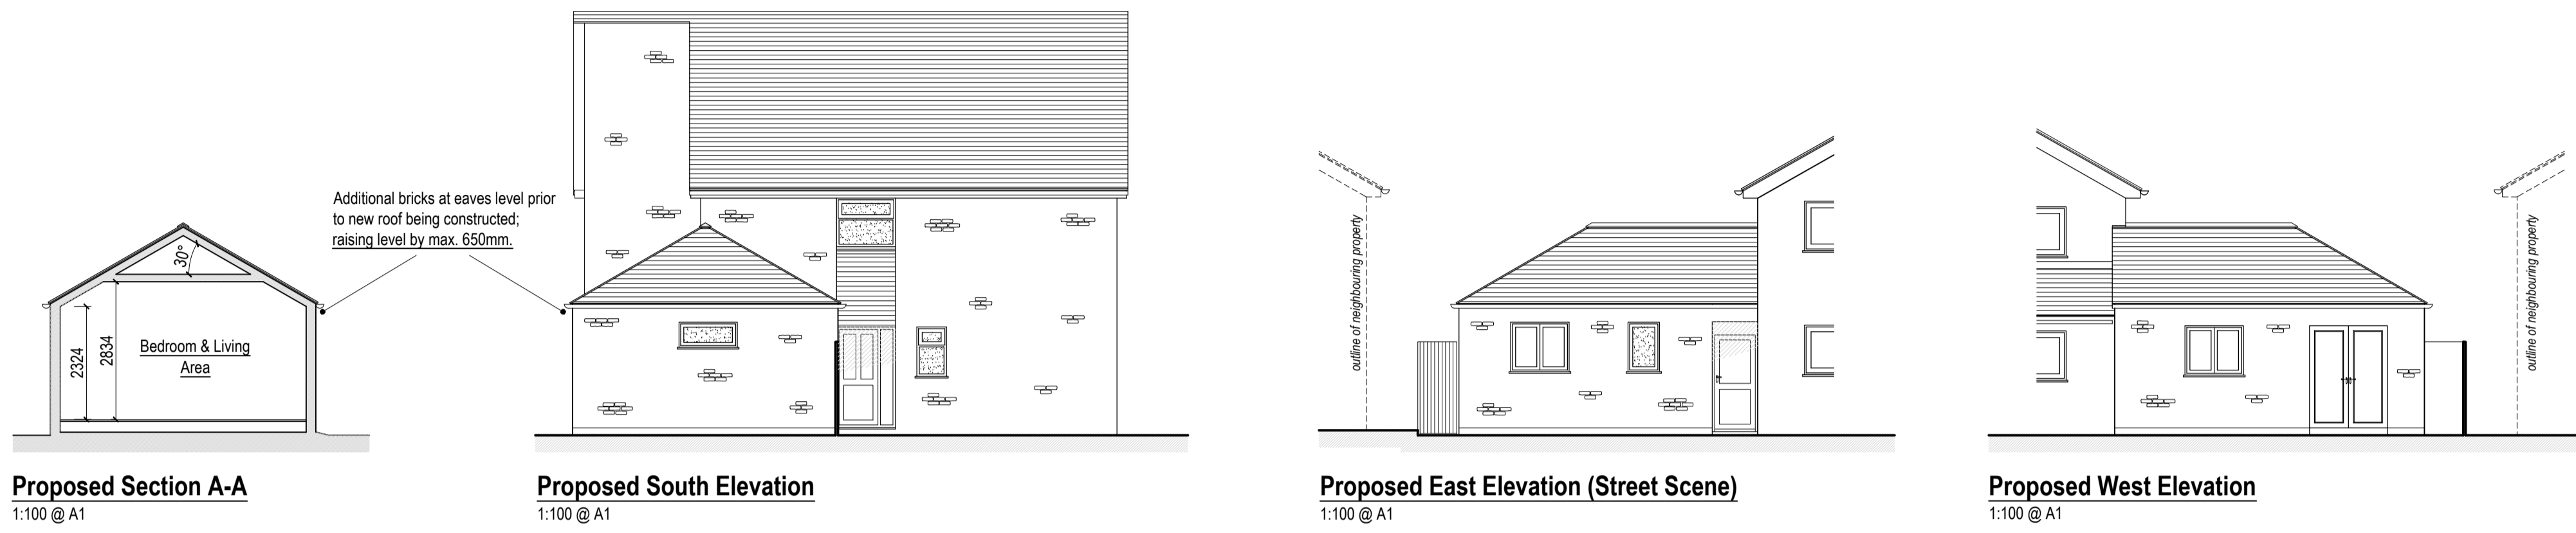 Additional bricks at eaves level prior
to new roof being constructed;
raising level by max. 650mm.
30°
2324
2834
Bedroom & Living
Area
outline of neighbouring property
outline of neighbouring property
Proposed Section A-A
1:100 @ A1
Proposed South Elevation
1:100 @ A1
Proposed East Elevation (Street Scene)
1:100 @ A1
Proposed West Elevation
1:100 @ A1